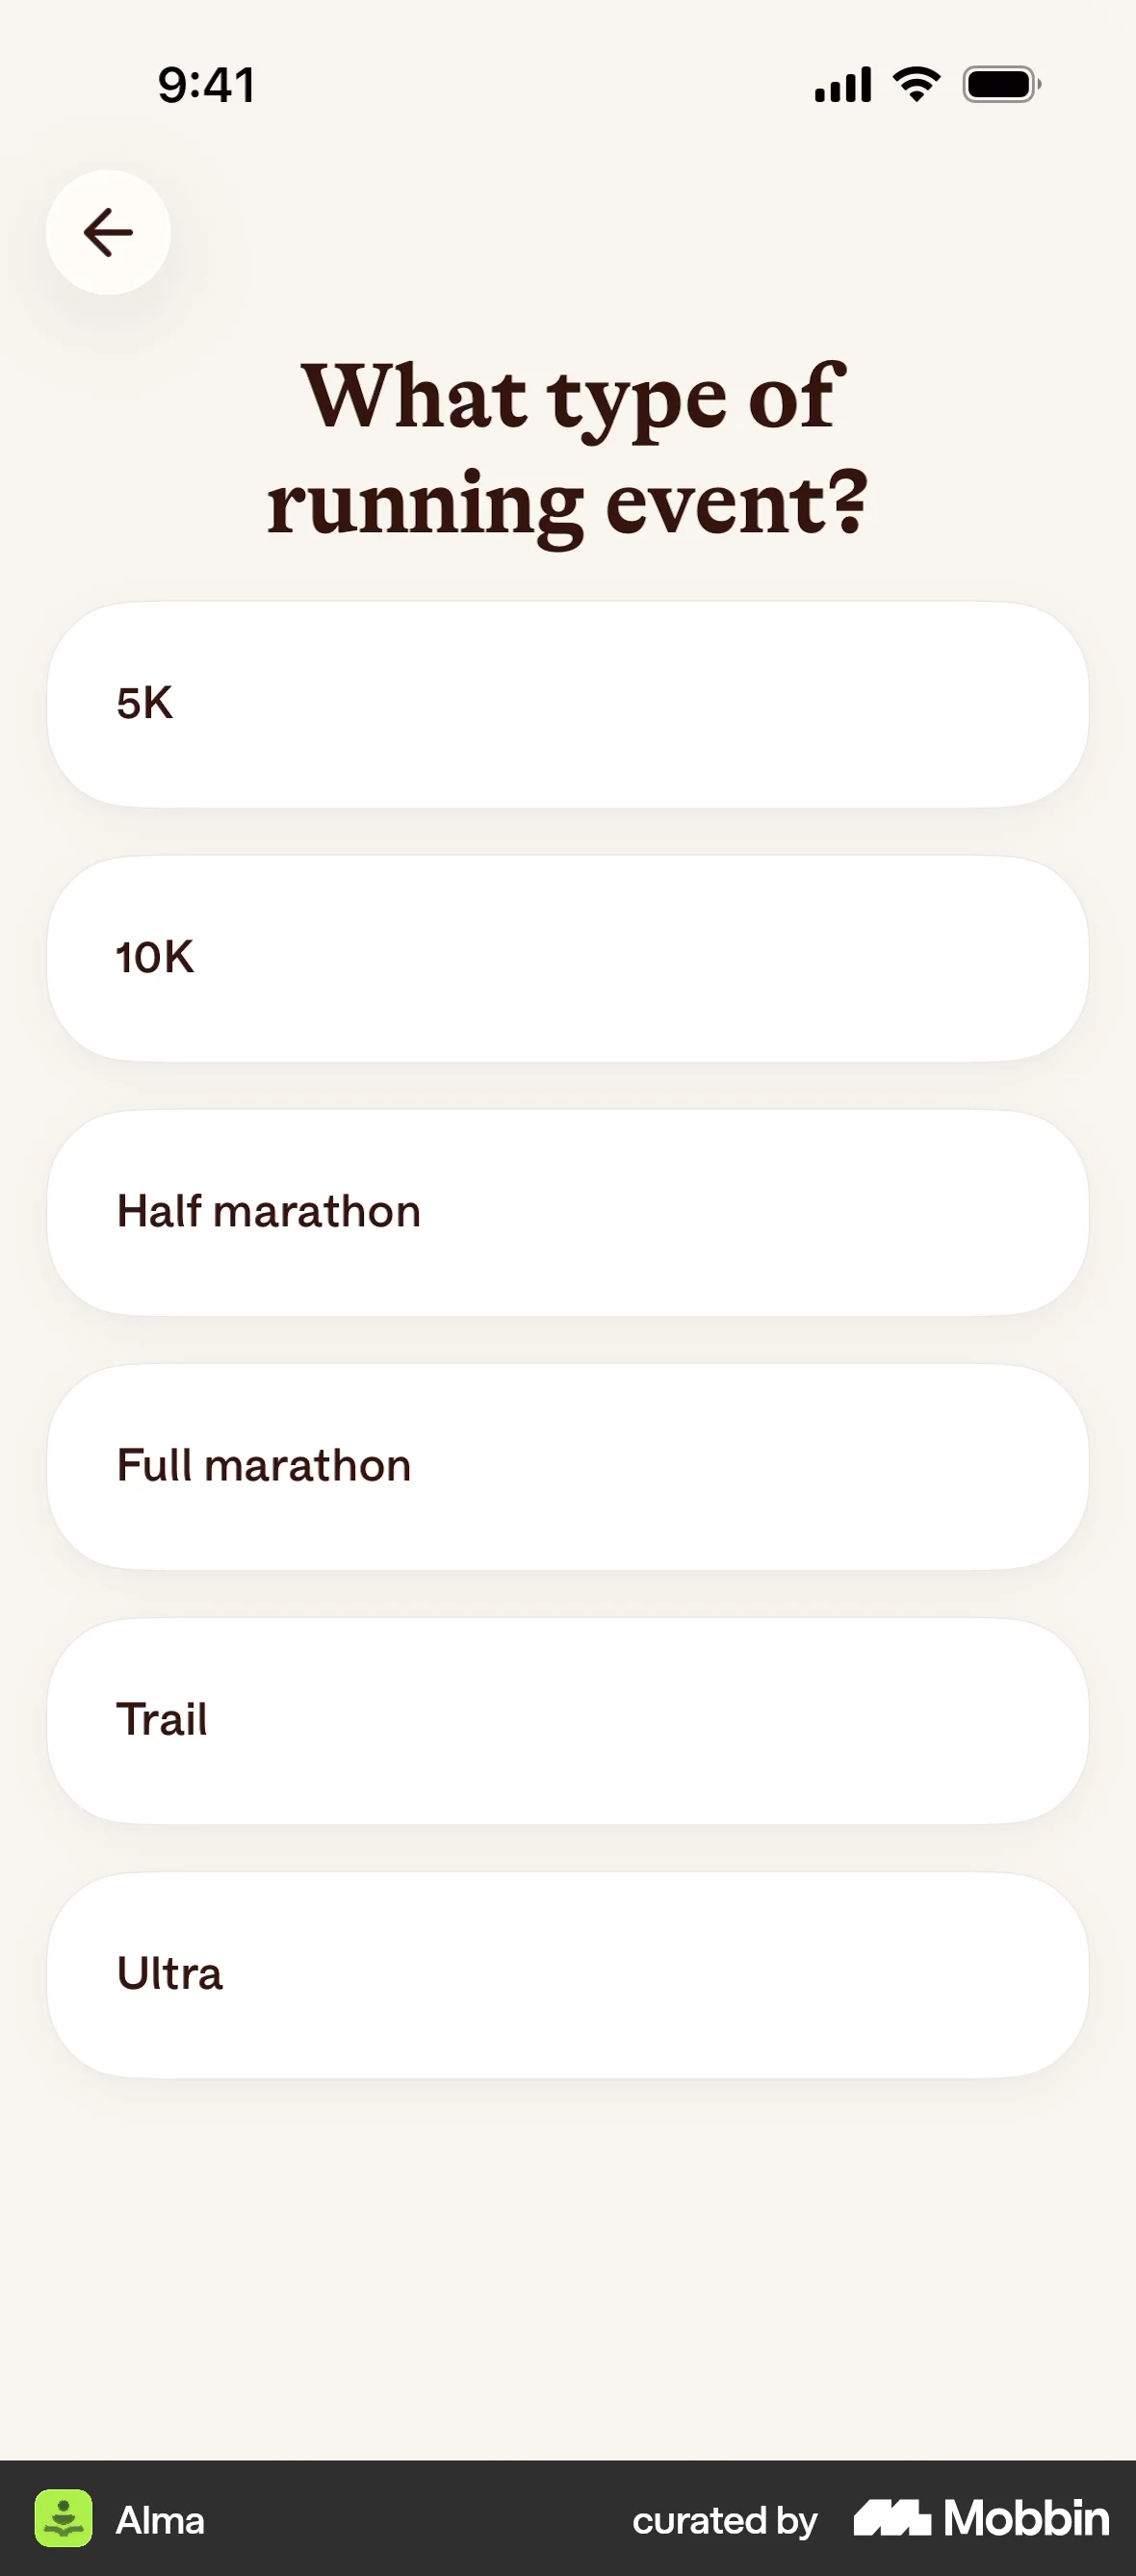 9:41
What type of
running event?
5K
10K
Half marathon
Full marathon
Trail
Ultra
Alma
curated by Mobbin